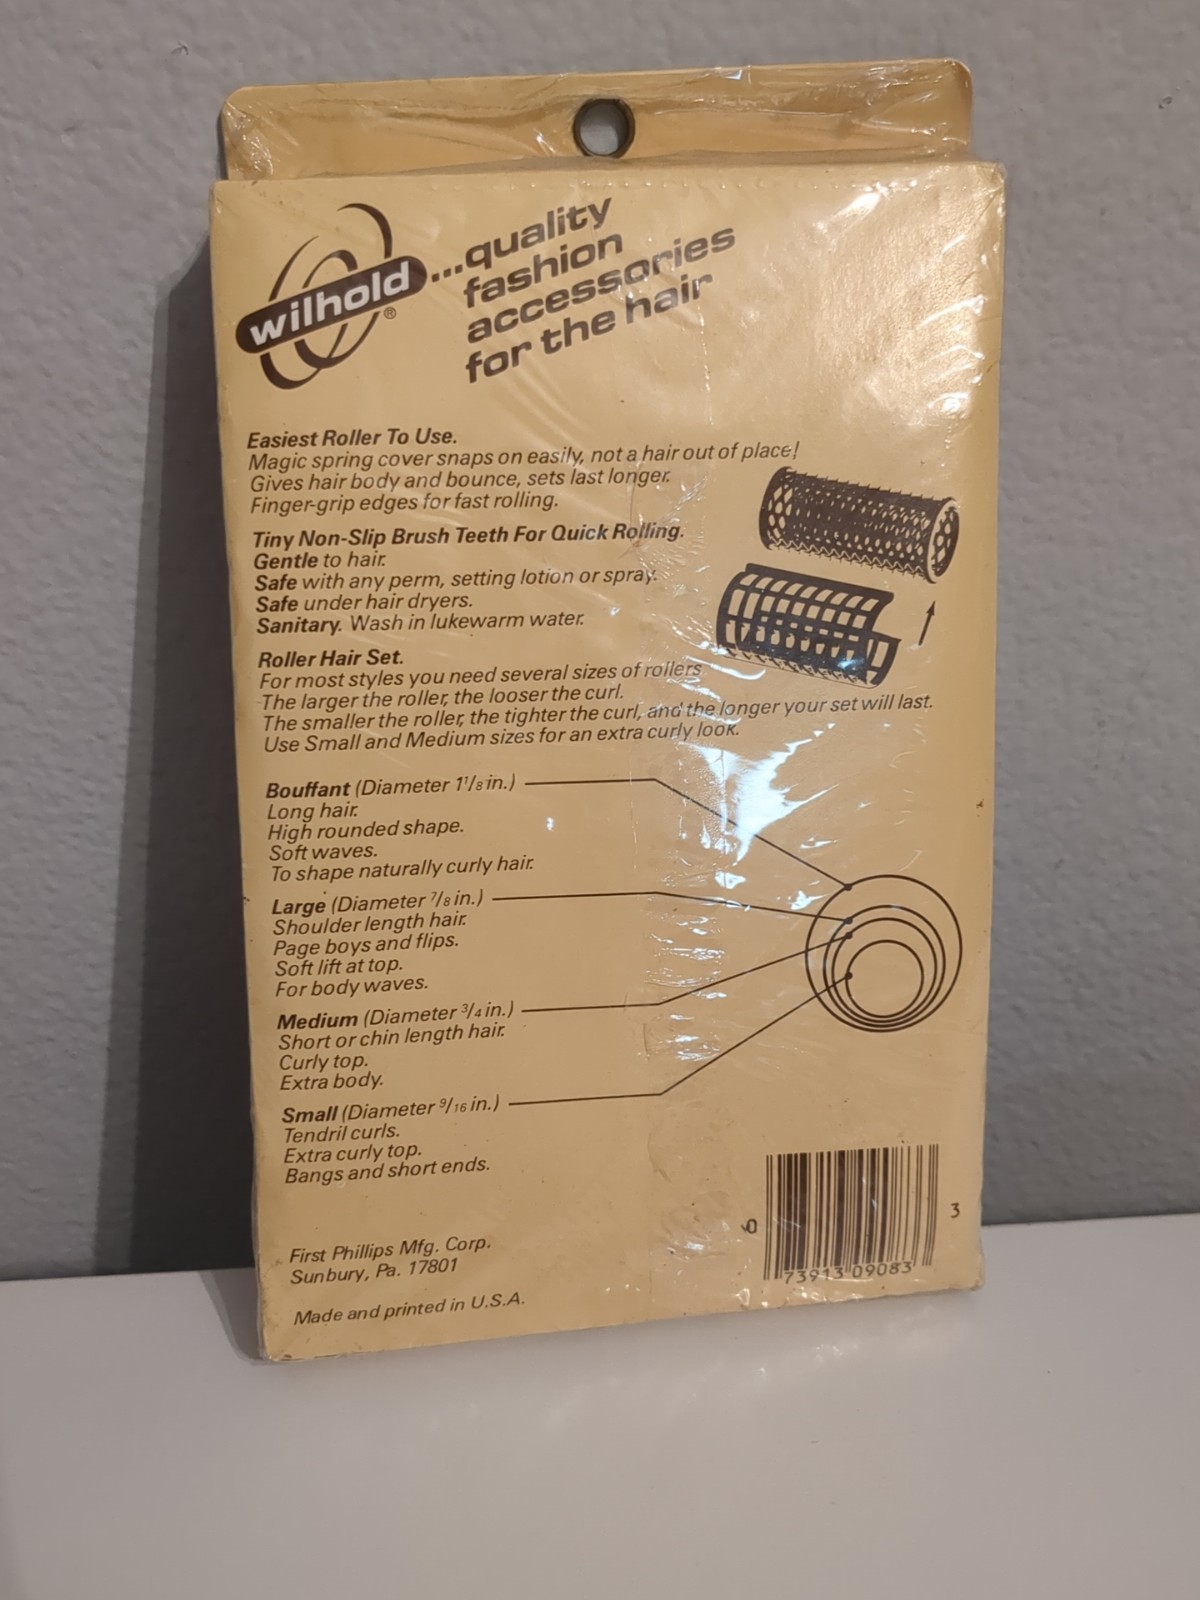 wilhold®
...quality
fashion
accessories
for the hair
Easiest Roller To Use.
Magic spring cover snaps on easily, not a hair out of place!
Gives hair body and bounce, sets last longer.
Finger-grip edges for fast rolling.
Tiny Non-Slip Brush Teeth For Quick Rolling.
Gentle to hair.
Safe with any perm, setting lotion or spray.
Safe under hair dryers.
Sanitary. Wash in lukewarm water.
Roller Hair Set.
For most styles you need several sizes of rollers
The larger the roller, the looser the curl.
The smaller the roller, the tighter the curl, and the longer your set will last.
Use Small and Medium sizes for an extra curly look.
Bouffant (Diameter 1 1/8 in.)
Long hair.
High rounded shape.
Soft waves.
To shape naturally curly hair.
Large (Diameter 7/8 in.)
Shoulder length hair.
Page boys and flips.
Soft lift at top.
For body waves.
Medium (Diameter 3/4 in.)
Short or chin length hair.
Curly top.
Extra body.
Small (Diameter 9/16 in.)
Tendril curls.
Extra curly top.
Bangs and short ends.
First Phillips Mfg. Corp.
Sunbury, Pa. 17801
Made and printed in U.S.A.
0 73913 09083 3